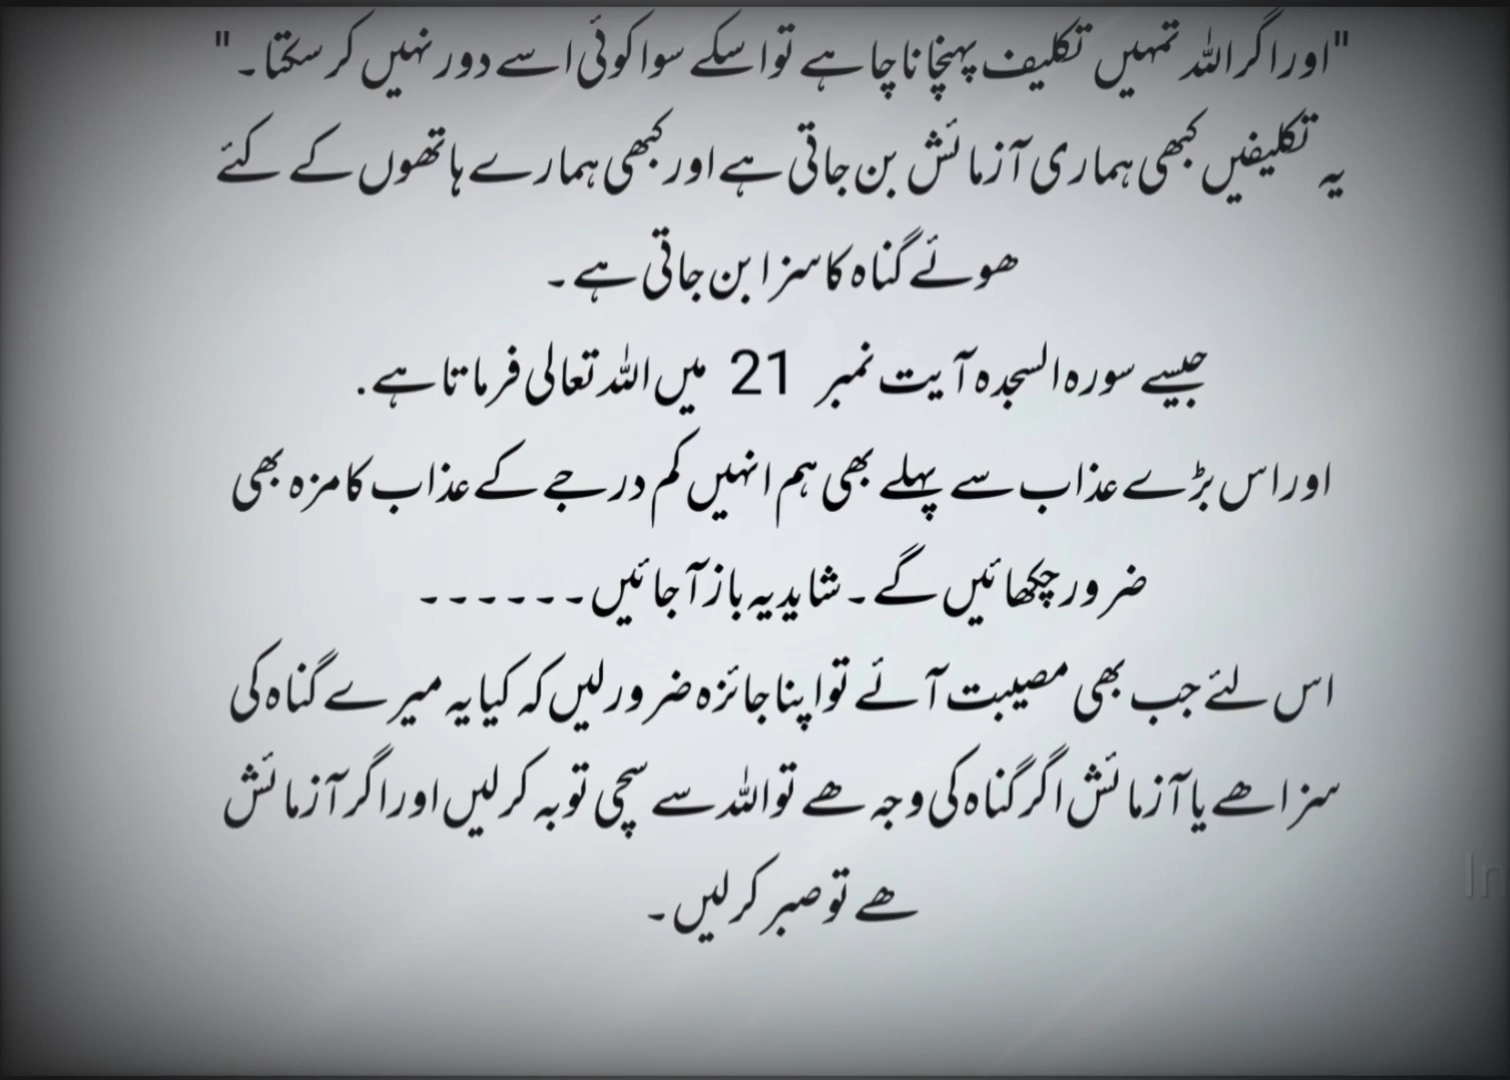 "اور اگر اللہ تمہیں تکلیف پہنچانا چاہے تو اسکے سوا کوئی اسے دور نہیں کر سکتا۔"
یہ تکلیفیں کبھی ہماری آزمائش بن جاتی ہے اور کبھی ہمارے ہاتھوں کے کئے
ھوئے گناہ کا سزا بن جاتی ہے۔
جیسے سورہ السجدہ آیت نمبر 21 میں اللہ تعالی فرماتا ہے.
اور اس بڑے عذاب سے پہلے بھی ہم انہیں کم درجے کے عذاب کا مزہ بھی
ضرور چکھائیں گے۔ شاید یہ باز آجائیں۔۔۔۔۔۔
اس لئے جب بھی مصیبت آئے تو اپنا جائزہ ضرور لیں کہ کیا یہ میرے گناہ کی
سزا ھے یا آزمائش اگر گناہ کی وجہ ھے تو اللہ سے سچی توبہ کرلیں اور اگر آزمائش
ھے تو صبر کرلیں۔
In